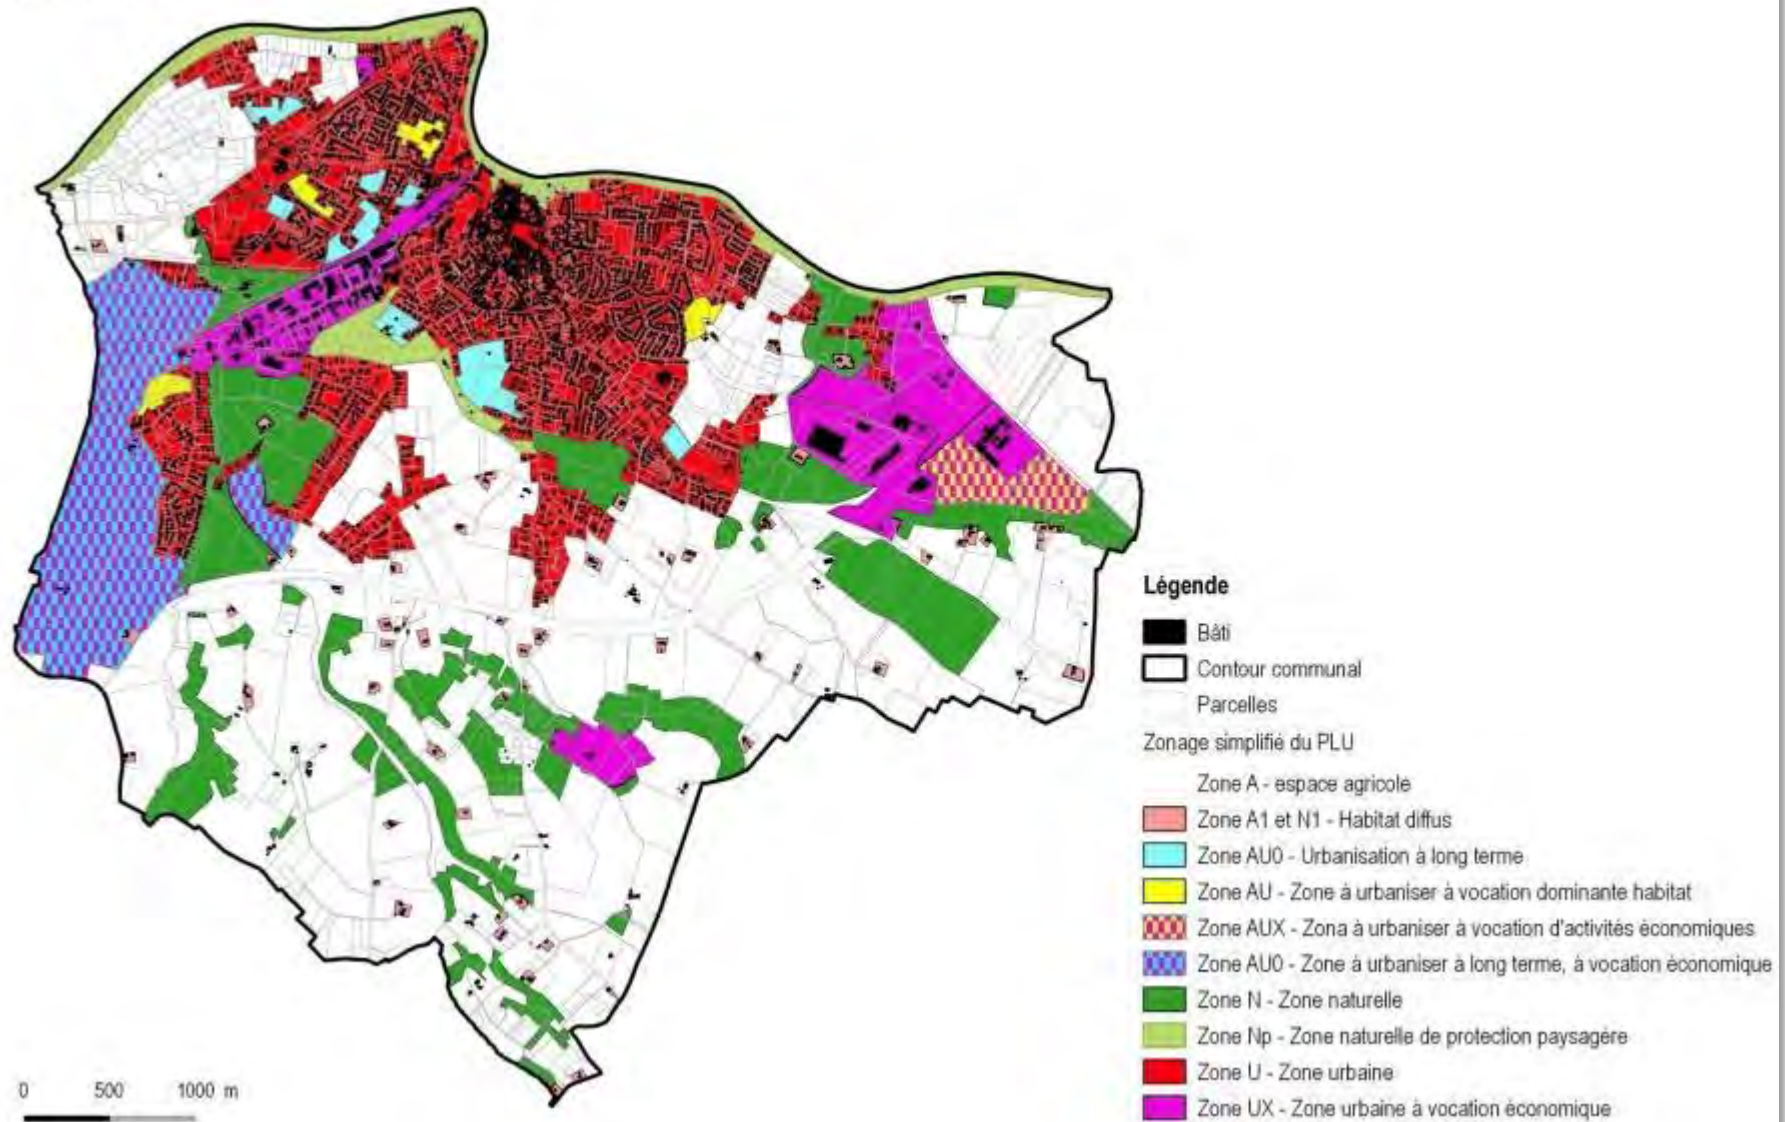 Légende
Bâti
Contour communal
Parcelles
Zonage simplifié du PLU
Zone A - espace agricole
Zone A1 et N1 - Habitat diffus
Zone AU0 - Urbanisation à long terme
Zone AU - Zone à urbaniser à vocation dominante habitat
Zone AUX - Zona à urbaniser à vocation d'activités économiques
Zone AU0 - Zone à urbaniser à long terme, à vocation économique
Zone N - Zone naturelle
Zone Np - Zone naturelle de protection paysagère
Zone U - Zone urbaine
Zone UX - Zone urbaine à vocation économique
0 500 1000 m